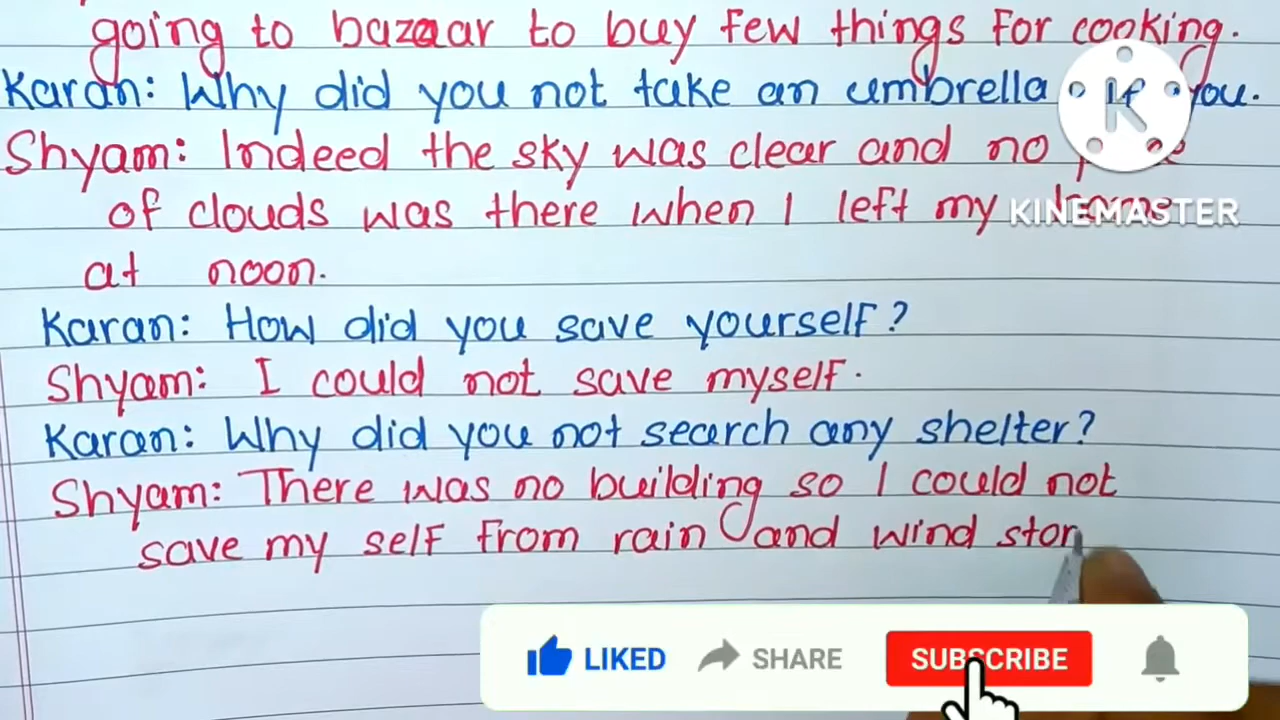 going to bazaar to buy few things for cooking.
Karan: Why did you not take an umbrella you.
Shyam: Indeed the sky was clear and no
of clouds was there when I left my home
at noon.
Karan: How did you save yourself?
Shyam: I could not save myself.
Karan: Why did you not search any shelter?
Shyam: There was no building so I could not
save my self from rain and wind stor
K
KINEMASTER
LIKED SHARE SUBSCRIBE